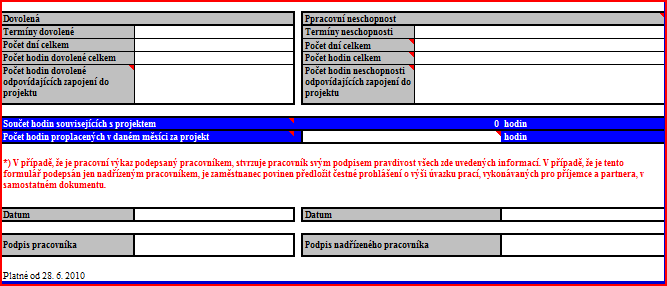 Dovolená Ppracovní neschopnost
Termíny dovolené Termíny neschopnosti
Počet dní celkem Počet dní celkem
Počet hodin dovolené celkem Počet hodin celkem
Počet hodin dovolené Počet hodin neschopnosti
odpovídajících zapojení do odpovídajících zapojení do
projektu projektu
Součet hodin souvisejících s projektem 0 hodin
Počet hodin proplacených v daném měsíci za projekt hodin
*) V případě, že je pracovní výkaz podepsaný pracovníkem, stvrzuje pracovník svým podpisem pravdivost všech zde uvedených informací. V případě, že je tento
formulář podepsán jen nadřízeným pracovníkem, je zaměstnanec povinen předložit čestné prohlášení o výši úvazku prací, vykonávaných pro příjemce a partnera, v
samostatném dokumentu.
Datum Datum
Podpis pracovníka Podpis nadřízeného pracovníka
Platné od 28. 6. 2010